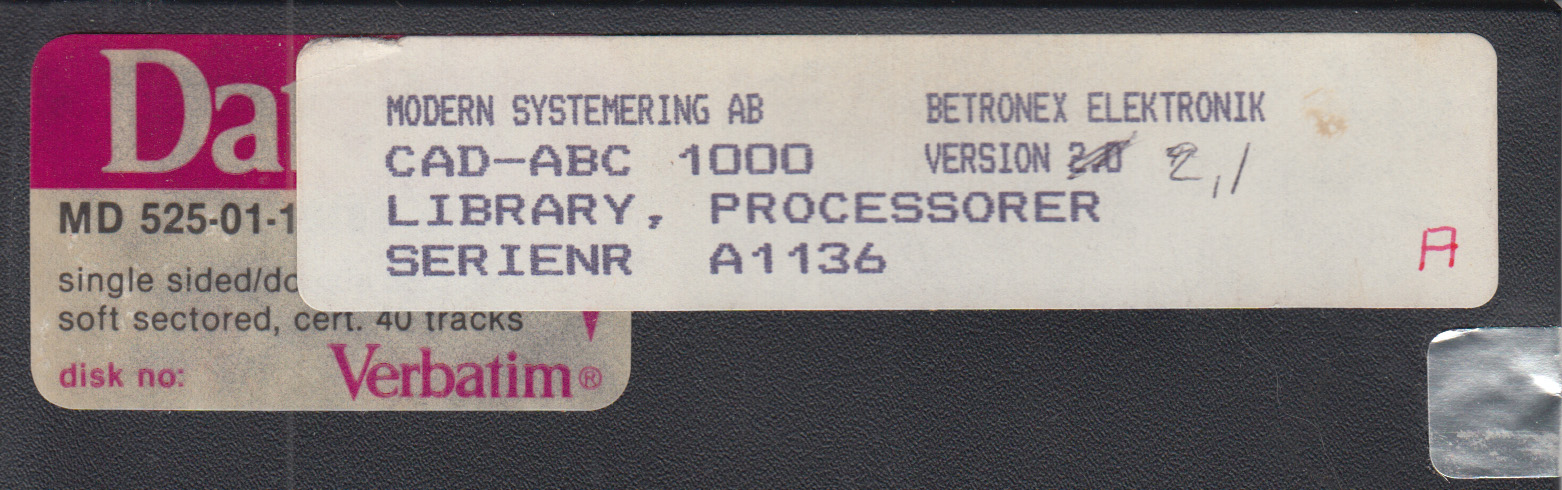 Da
MD 525-01-1
single sided/do
soft sectored, cert. 40 tracks
disk no:
Verbatim®
MODERN SYSTEMERING AB BETRONEX ELEKTRONIK
CAD-ABC 1000 VERSION 2.0 2,1
LIBRARY, PROCESSORER
SERIENR A1136
A